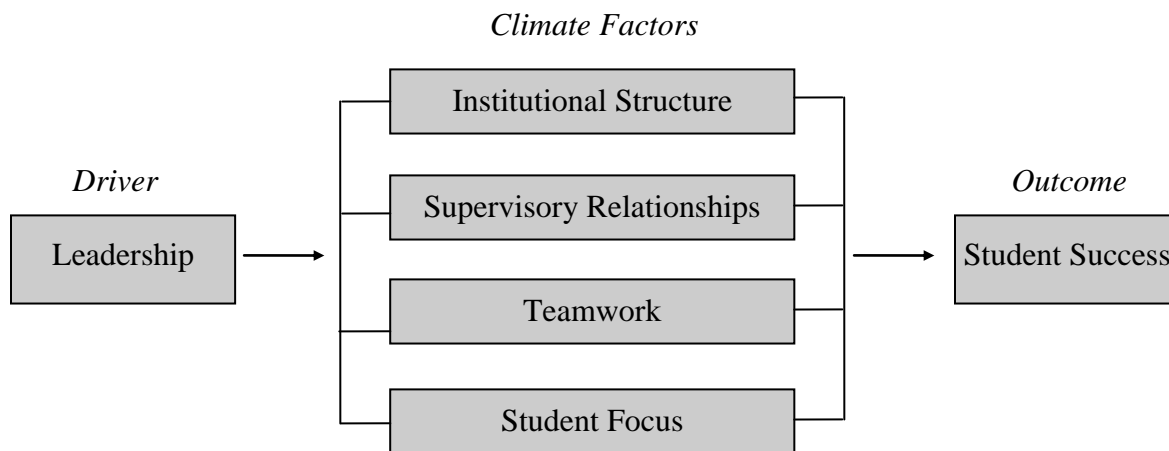 Climate Factors
Institutional Structure
Driver
Supervisory Relationships
Outcome
Leadership
Student Success
Teamwork
Student Focus